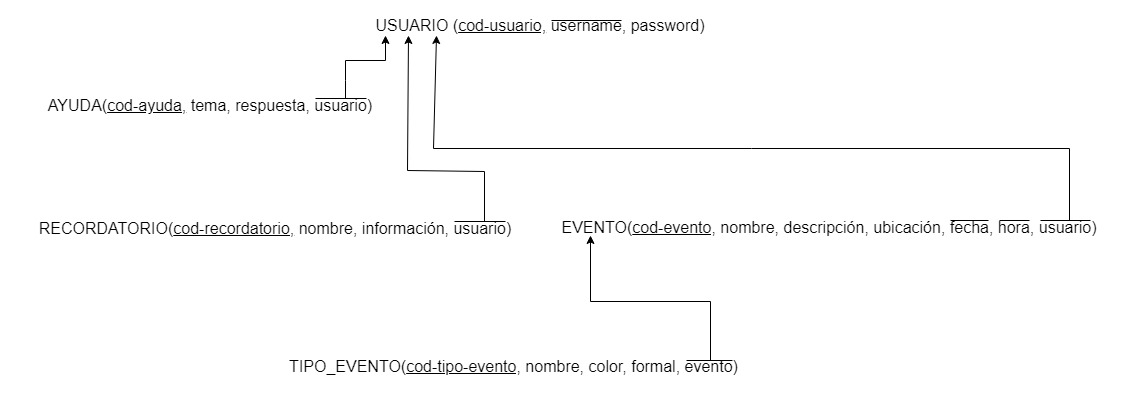 USUARIO (cod-usuario, username, password)
AYUDA(cod-ayuda, tema, respuesta, usuario)
RECORDATORIO(cod-recordatorio, nombre, información, usuario)
EVENTO(cod-evento, nombre, descripción, ubicación, fecha, hora, usuario)
TIPO_EVENTO(cod-tipo-evento, nombre, color, formal, evento)